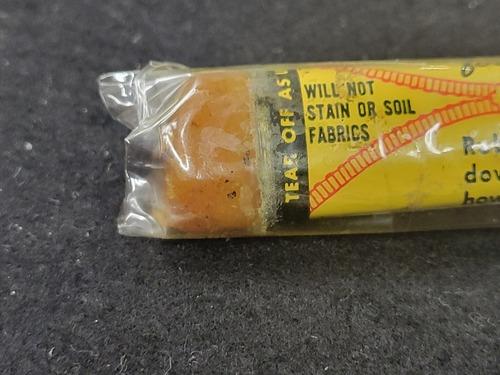 TEAR OFF AS
WILL NOT
STAIN OR SOIL
FABRICS